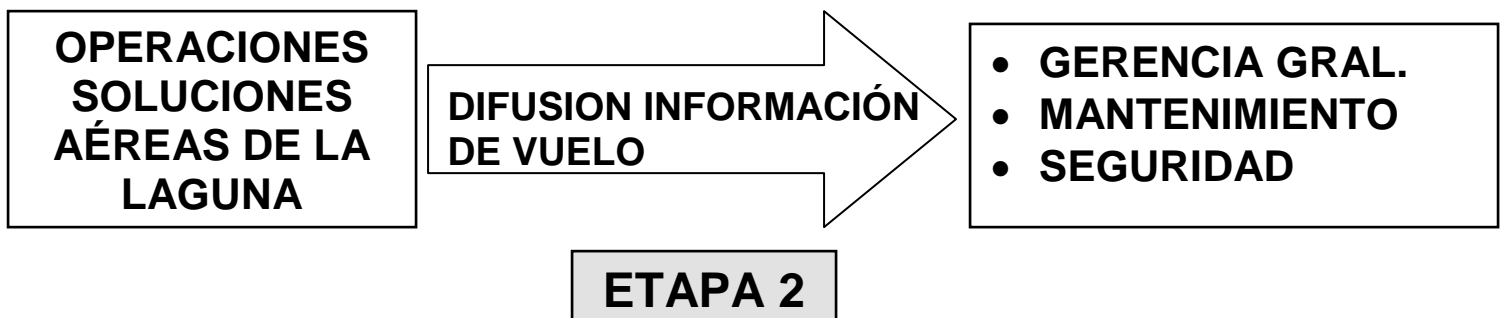 OPERACIONES
SOLUCIONES
AÉREAS DE LA
LAGUNA
DIFUSION INFORMACIÓN
DE VUELO
• GERENCIA GRAL.
• MANTENIMIENTO
• SEGURIDAD
ETAPA 2